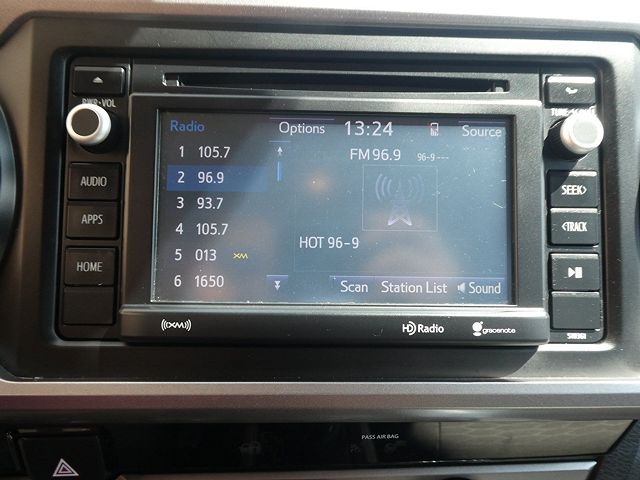 PWR•VOL
AUDIO
APPS
HOME
Radio
Options
13:24
Source
1 105.7
2 96.9
3 93.7
4 105.7
5 013 XM
6 1650
FM 96.9 96-9 ---
HOT 96-9
Scan
Station List
Sound
((XM))
HD Radio
gracenote
SEEK>
<TRACK
PASS AIR BAG